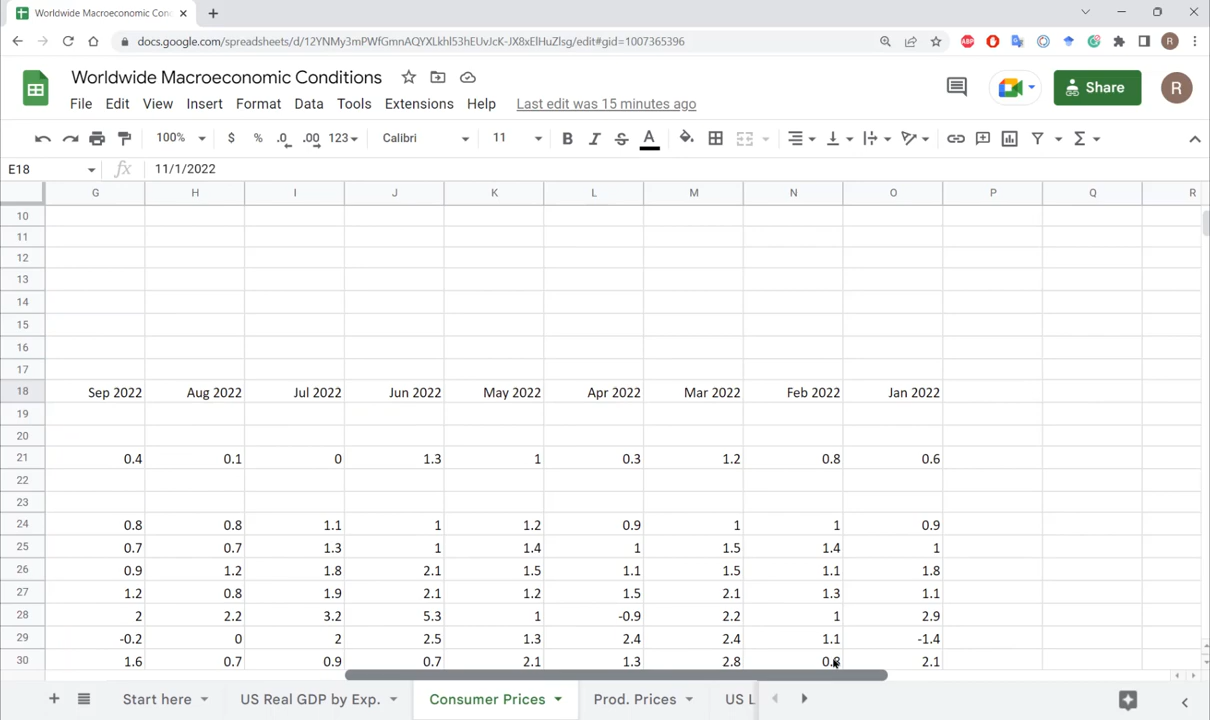 Worldwide Macroeconomic Con
docs.google.com/spreadsheets/d/12YNMy3mPWfGmnAQYXLkhl53hEUvJcK-JX8xElHuZlsg/edit#gid=1007365396
ABP
R
Worldwide Macroeconomic Conditions
Share
R
File Edit View Insert Format Data Tools Extensions Help Last edit was 15 minutes ago
100% $ % .0 .00 123 Calibri 11 B I S A Σ
E18 fx 11/1/2022
G H I J K L M N O P Q R
10
11
12
13
14
15
16
17
18 Sep 2022 Aug 2022 Jul 2022 Jun 2022 May 2022 Apr 2022 Mar 2022 Feb 2022 Jan 2022
19
20
21 0.4 0.1 0 1.3 1 0.3 1.2 0.8 0.6
22
23
24 0.8 0.8 1.1 1 1.2 0.9 1 1 0.9
25 0.7 0.7 1.3 1 1.4 1 1.5 1.4 1
26 0.9 1.2 1.8 2.1 1.5 1.1 1.5 1.1 1.8
27 1.2 0.8 1.9 2.1 1.2 1.5 2.1 1.3 1.1
28 2 2.2 3.2 5.3 1 -0.9 2.2 1 2.9
29 -0.2 0 2 2.5 1.3 2.4 2.4 1.1 -1.4
30 1.6 0.7 0.9 0.7 2.1 1.3 2.8 2.1
Start here US Real GDP by Exp. Consumer Prices Prod. Prices US L